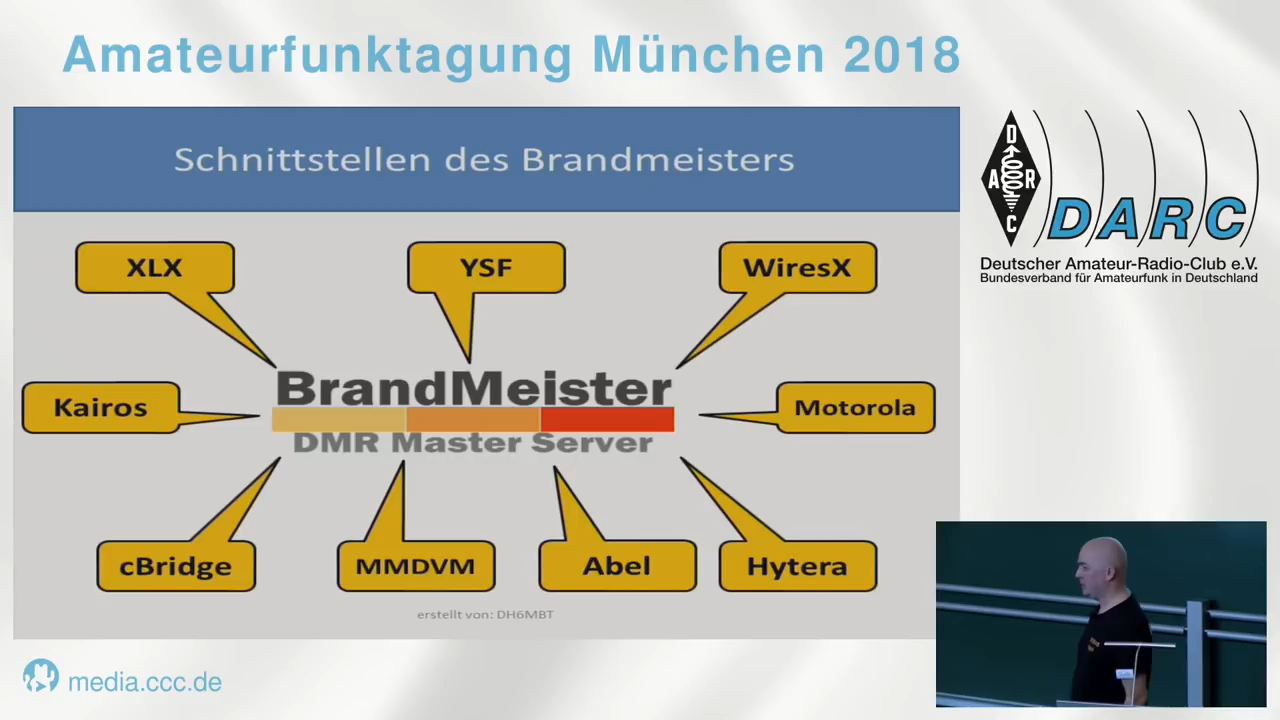 Amateurfunktagung München 2018
Schnittstellen des Brandmeisters
XLX
YSF
WiresX
Kairos
BrandMeister
DMR Master Server
Motorola
cBridge
MMDVM
Abel
Hytera
erstellt von: DH6MBT
D
A R
C
DARC
Deutscher Amateur-Radio-Club e.V.
Bundesverband für Amateurfunk in Deutschland
media.ccc.de